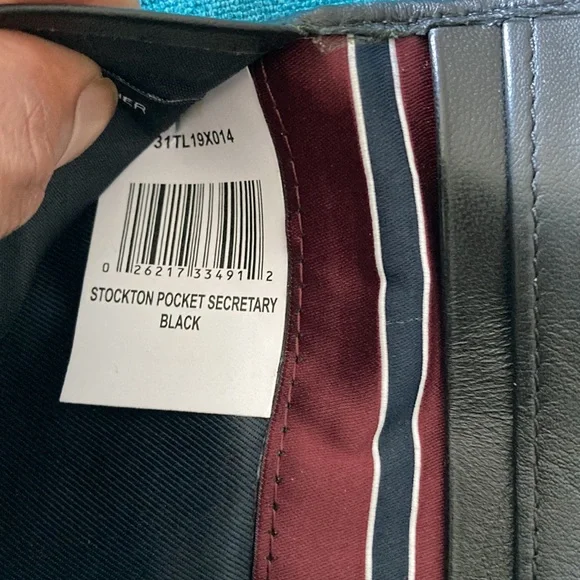 31TL19X014
0 26217 33491 2
STOCKTON POCKET SECRETARY
BLACK